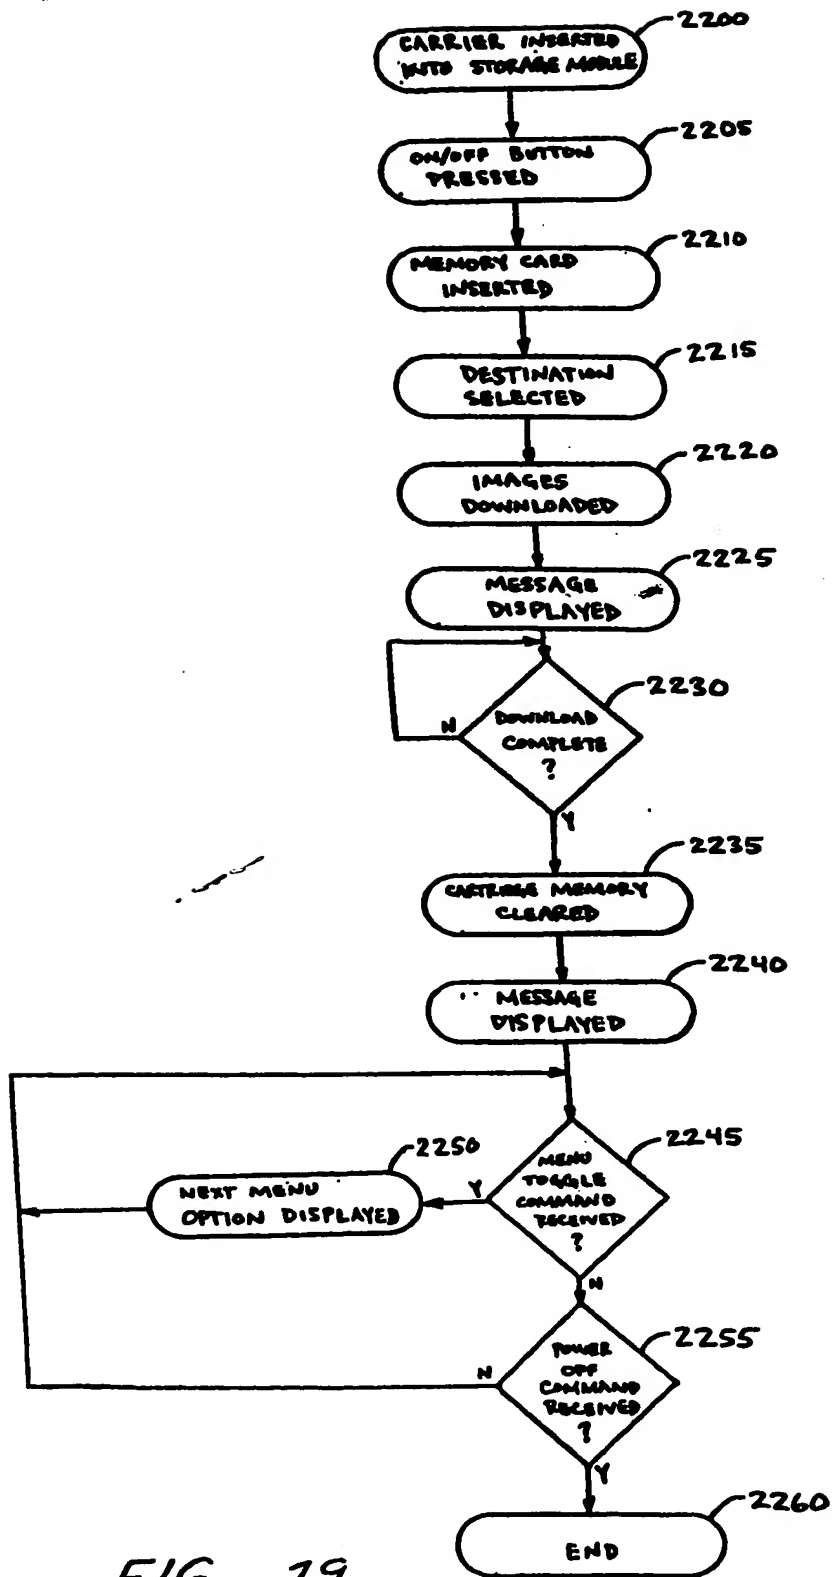 2200
CARRIER INSERTED
INTO STORAGE MODULE
2205
ON/OFF BUTTON
PRESSED
2210
MEMORY CARD
INSERTED
2215
DESTINATION
SELECTED
2220
IMAGES
DOWNLOADED
2225
MESSAGE
DISPLAYED
2230
DOWNLOAD
COMPLETE
?
N
Y
2235
CARTRIDGE MEMORY
CLEARED
2240
MESSAGE
DISPLAYED
2245
MENU
TOGGLE
COMMAND
RECEIVED
?
Y
N
2250
NEXT MENU
OPTION DISPLAYED
2255
POWER
OFF
COMMAND
RECEIVED
?
N
Y
2260
END
FIG. 79